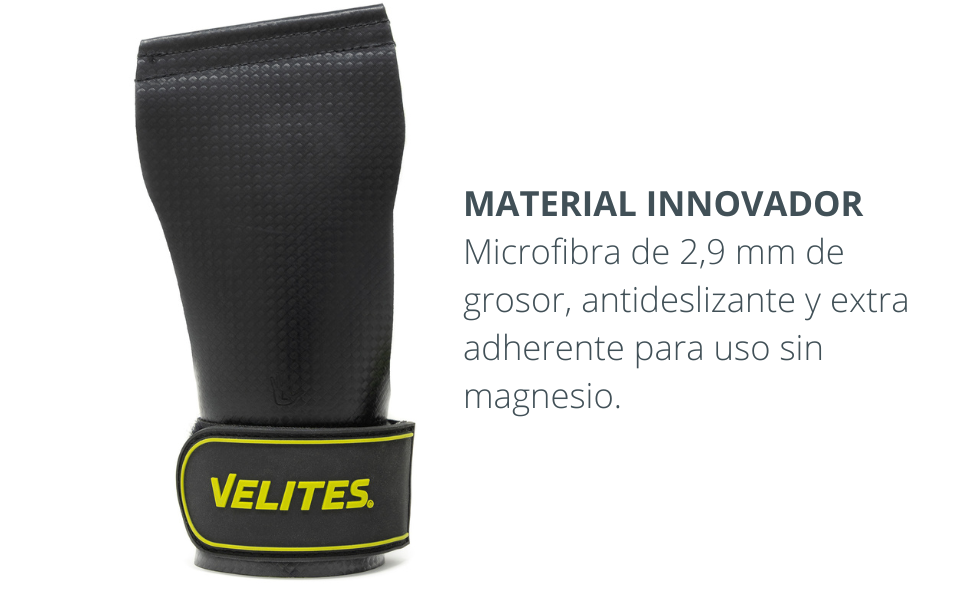 MATERIAL INNOVADOR
Microfibra de 2,9 mm de
grosor, antideslizante y extra
adherente para uso sin
magnesio.
VELITES®